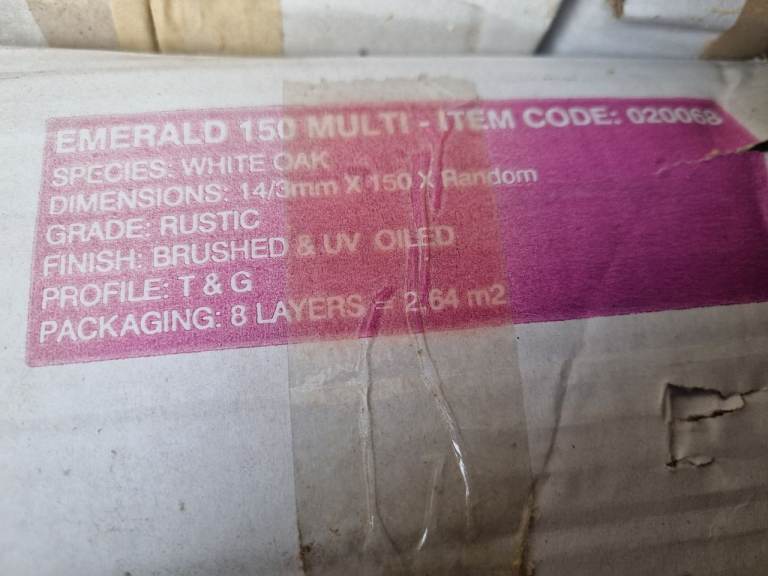 EMERALD 150 MULTI - ITEM CODE: 020068
SPECIES: WHITE OAK
DIMENSIONS: 14/3mm X 150 X Random
GRADE: RUSTIC
FINISH: BRUSHED & UV OILED
PROFILE: T & G
PACKAGING: 8 LAYERS = 2.64 m2